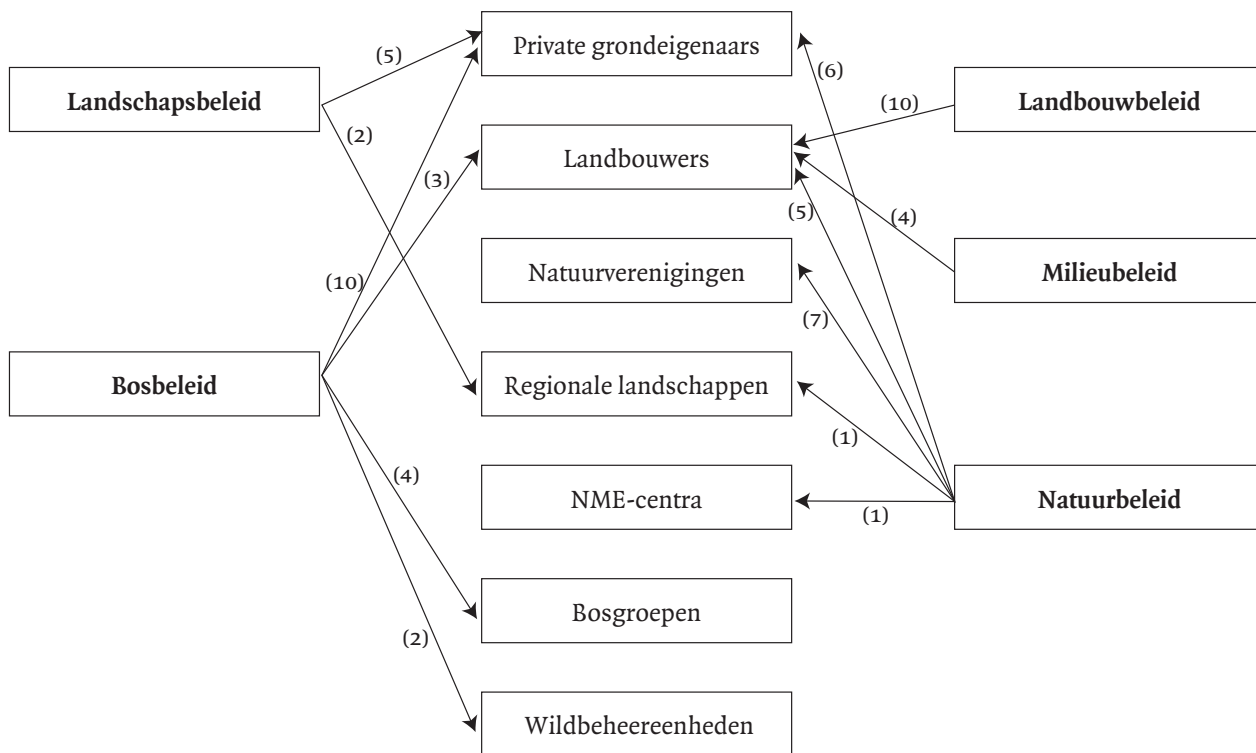 Private grondeigenaars
(5)
(6)
Landschapsbeleid
Landbouwbeleid
(10)
(2)
Landbouwers
(3)
(5)
(4)
Natuurverenigingen
Milieubeleid
(10)
(7)
Bosbeleid
Regionale landschappen
(1)
(4)
NME-centra
(1)
Natuurbeleid
Bosgroepen
(2)
Wildbeheereenheden